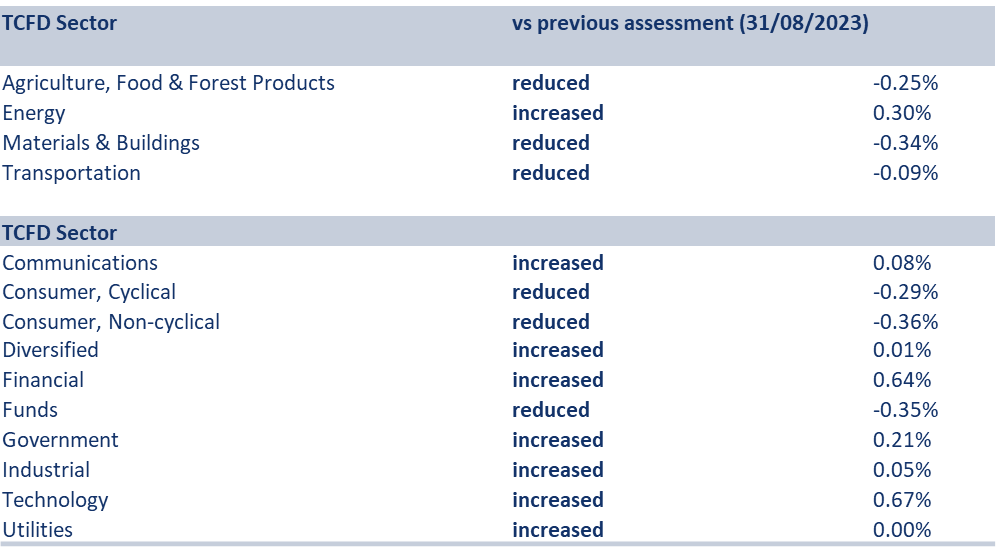 TCFD Sector vs previous assessment (31/08/2023)
Agriculture, Food & Forest Products reduced -0.25%
Energy increased 0.30%
Materials & Buildings reduced -0.34%
Transportation reduced -0.09%
TCFD Sector
Communications increased 0.08%
Consumer, Cyclical reduced -0.29%
Consumer, Non-cyclical reduced -0.36%
Diversified increased 0.01%
Financial increased 0.64%
Funds reduced -0.35%
Government increased 0.21%
Industrial increased 0.05%
Technology increased 0.67%
Utilities increased 0.00%